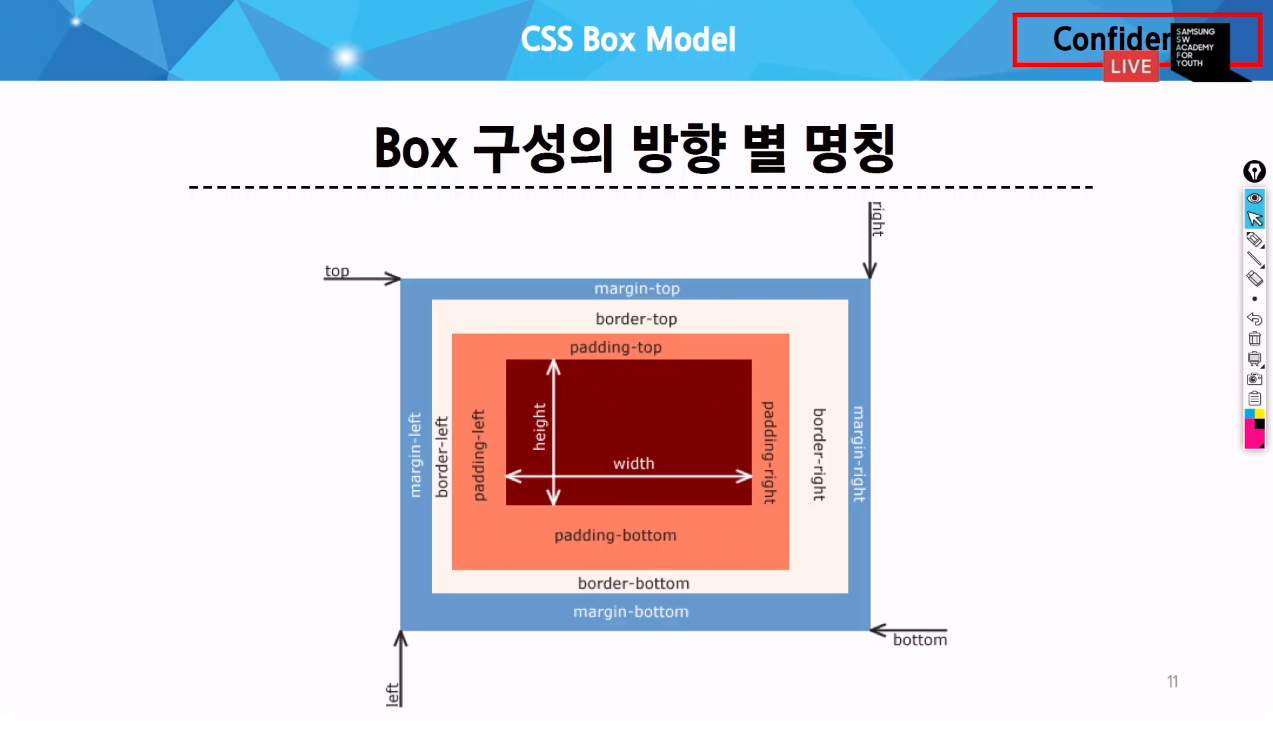 CSS Box Model
Confiden
SAMSUNG
SW
ACADEMY
FOR
YOUTH
LIVE
Box 구성의 방향 별 명칭
right
top
margin-top
border-top
padding-top
margin-left
border-left
padding-left
height
width
padding-right
border-right
margin-right
padding-bottom
border-bottom
margin-bottom
bottom
left
11